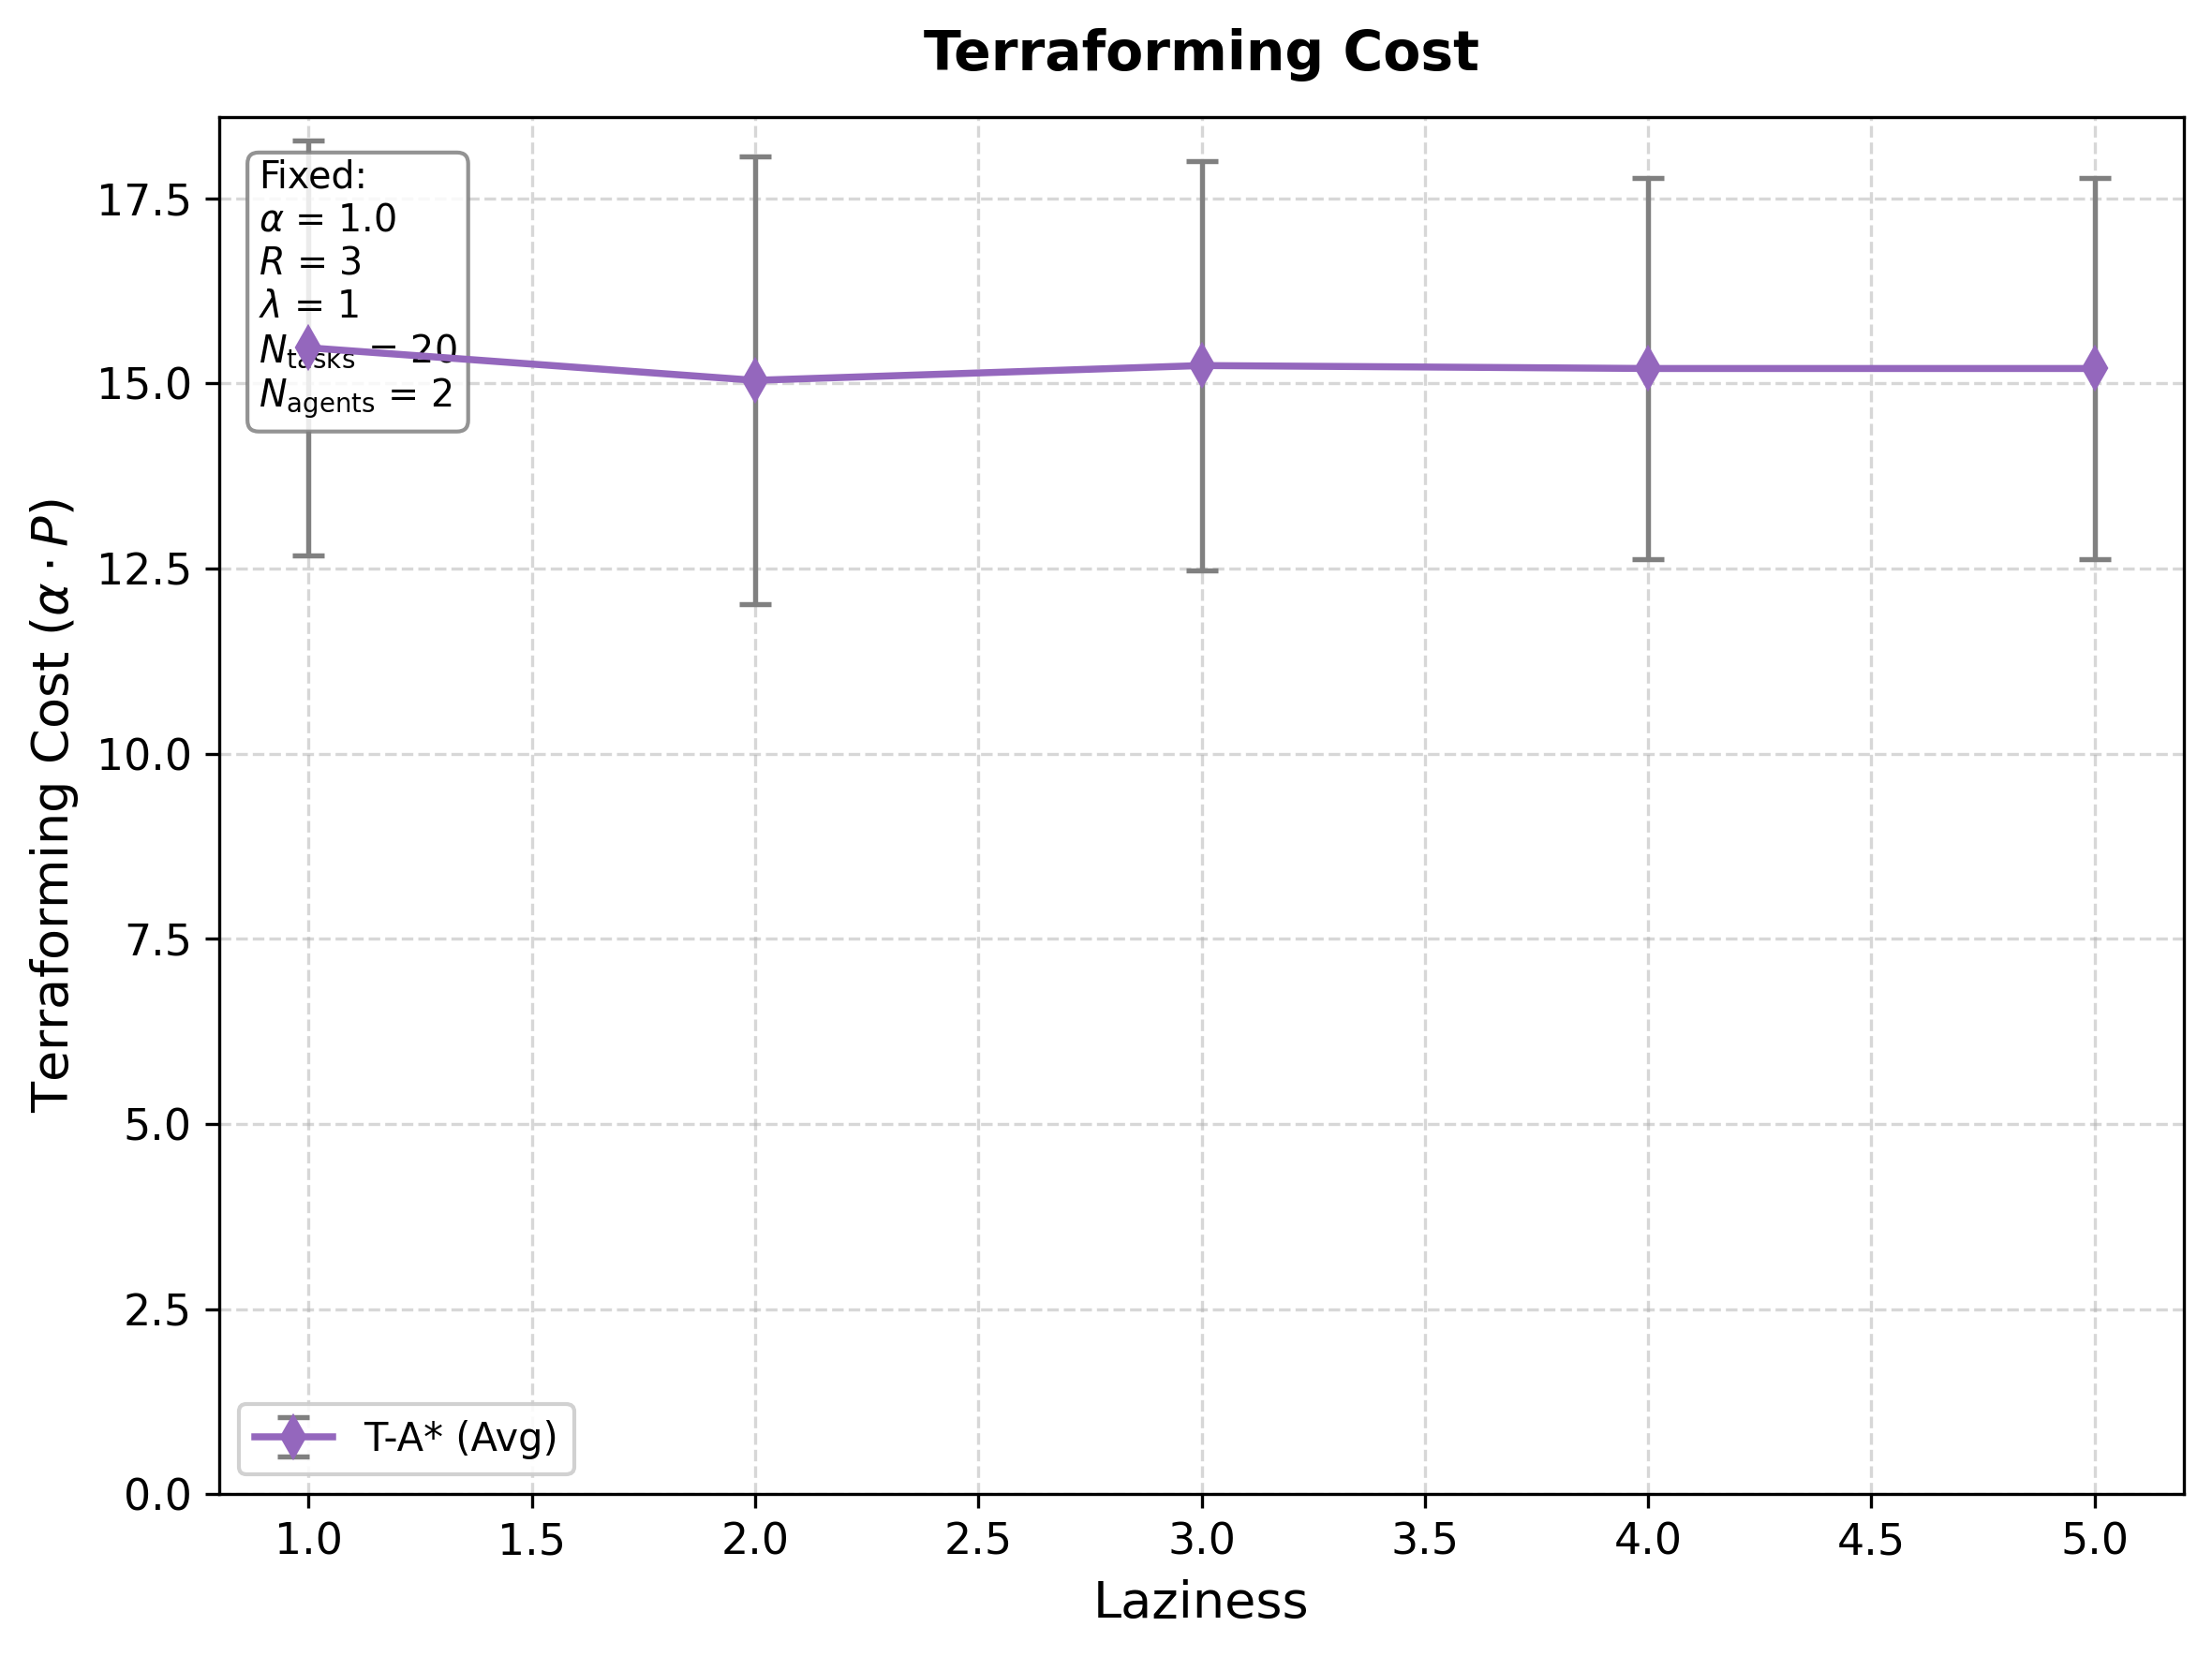 Terraforming Cost
Fixed:
α = 1.0
R = 3
λ = 1
N_tasks = 20
N_agents = 2
Terraforming Cost (α · P)
17.5
15.0
12.5
10.0
7.5
5.0
2.5
0.0
T-A* (Avg)
1.0 1.5 2.0 2.5 3.0 3.5 4.0 4.5 5.0
Laziness